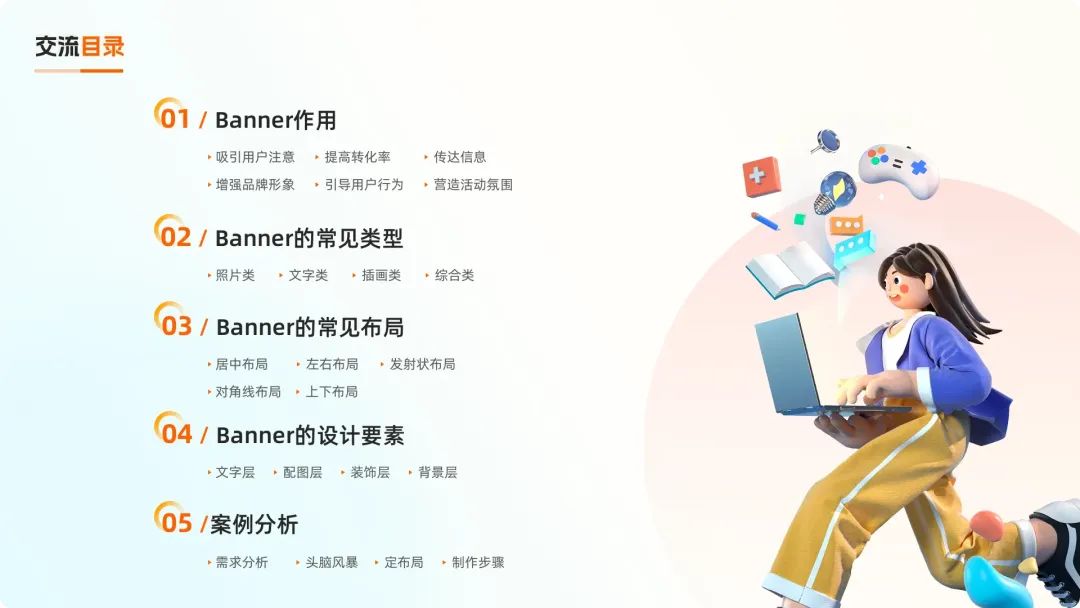 交流目录
01 / Banner作用
吸引用户注意 提高转化率 传达信息
增强品牌形象 引导用户行为 营造活动氛围
02 / Banner的常见类型
照片类 文字类 插画类 综合类
03 / Banner的常见布局
居中布局 左右布局 发射状布局
对角线布局 上下布局
04 / Banner的设计要素
文字层 配图层 装饰层 背景层
05 /案例分析
需求分析 头脑风暴 定布局 制作步骤